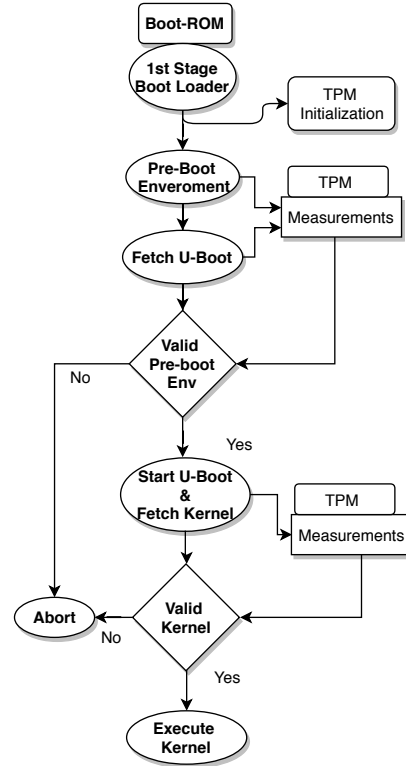 Boot-ROM
1st Stage
Boot Loader
TPM
Initialization
Pre-Boot
Enveroment
TPM
Measurements
Fetch U-Boot
Valid
Pre-boot
Env
No
Yes
Start U-Boot
&
Fetch Kernel
TPM
Measurements
Valid
Kernel
Abort
No
Yes
Execute
Kernel